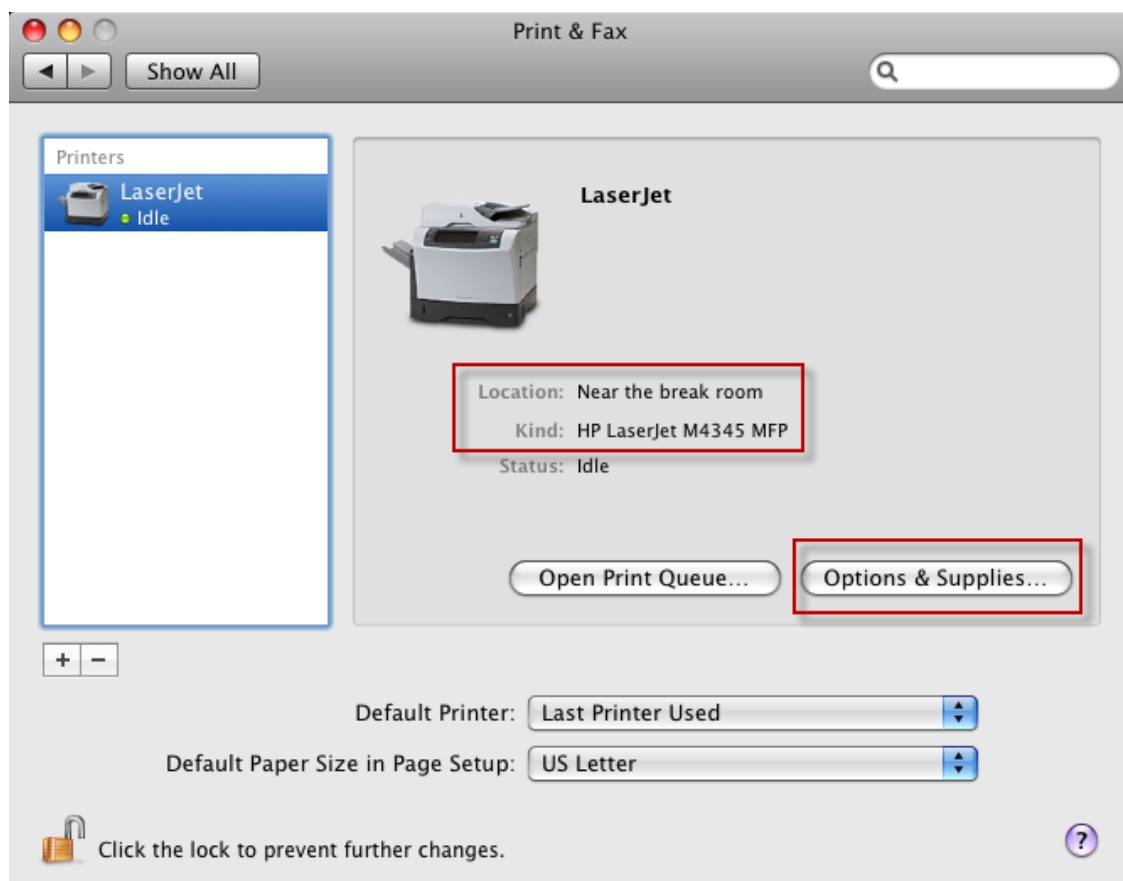 Print & Fax
Show All
Printers
LaserJet
Idle
LaserJet
Location: Near the break room
Kind: HP LaserJet M4345 MFP
Status: Idle
Open Print Queue... Options & Supplies...
+ −
Default Printer: Last Printer Used
Default Paper Size in Page Setup: US Letter
Click the lock to prevent further changes.
?